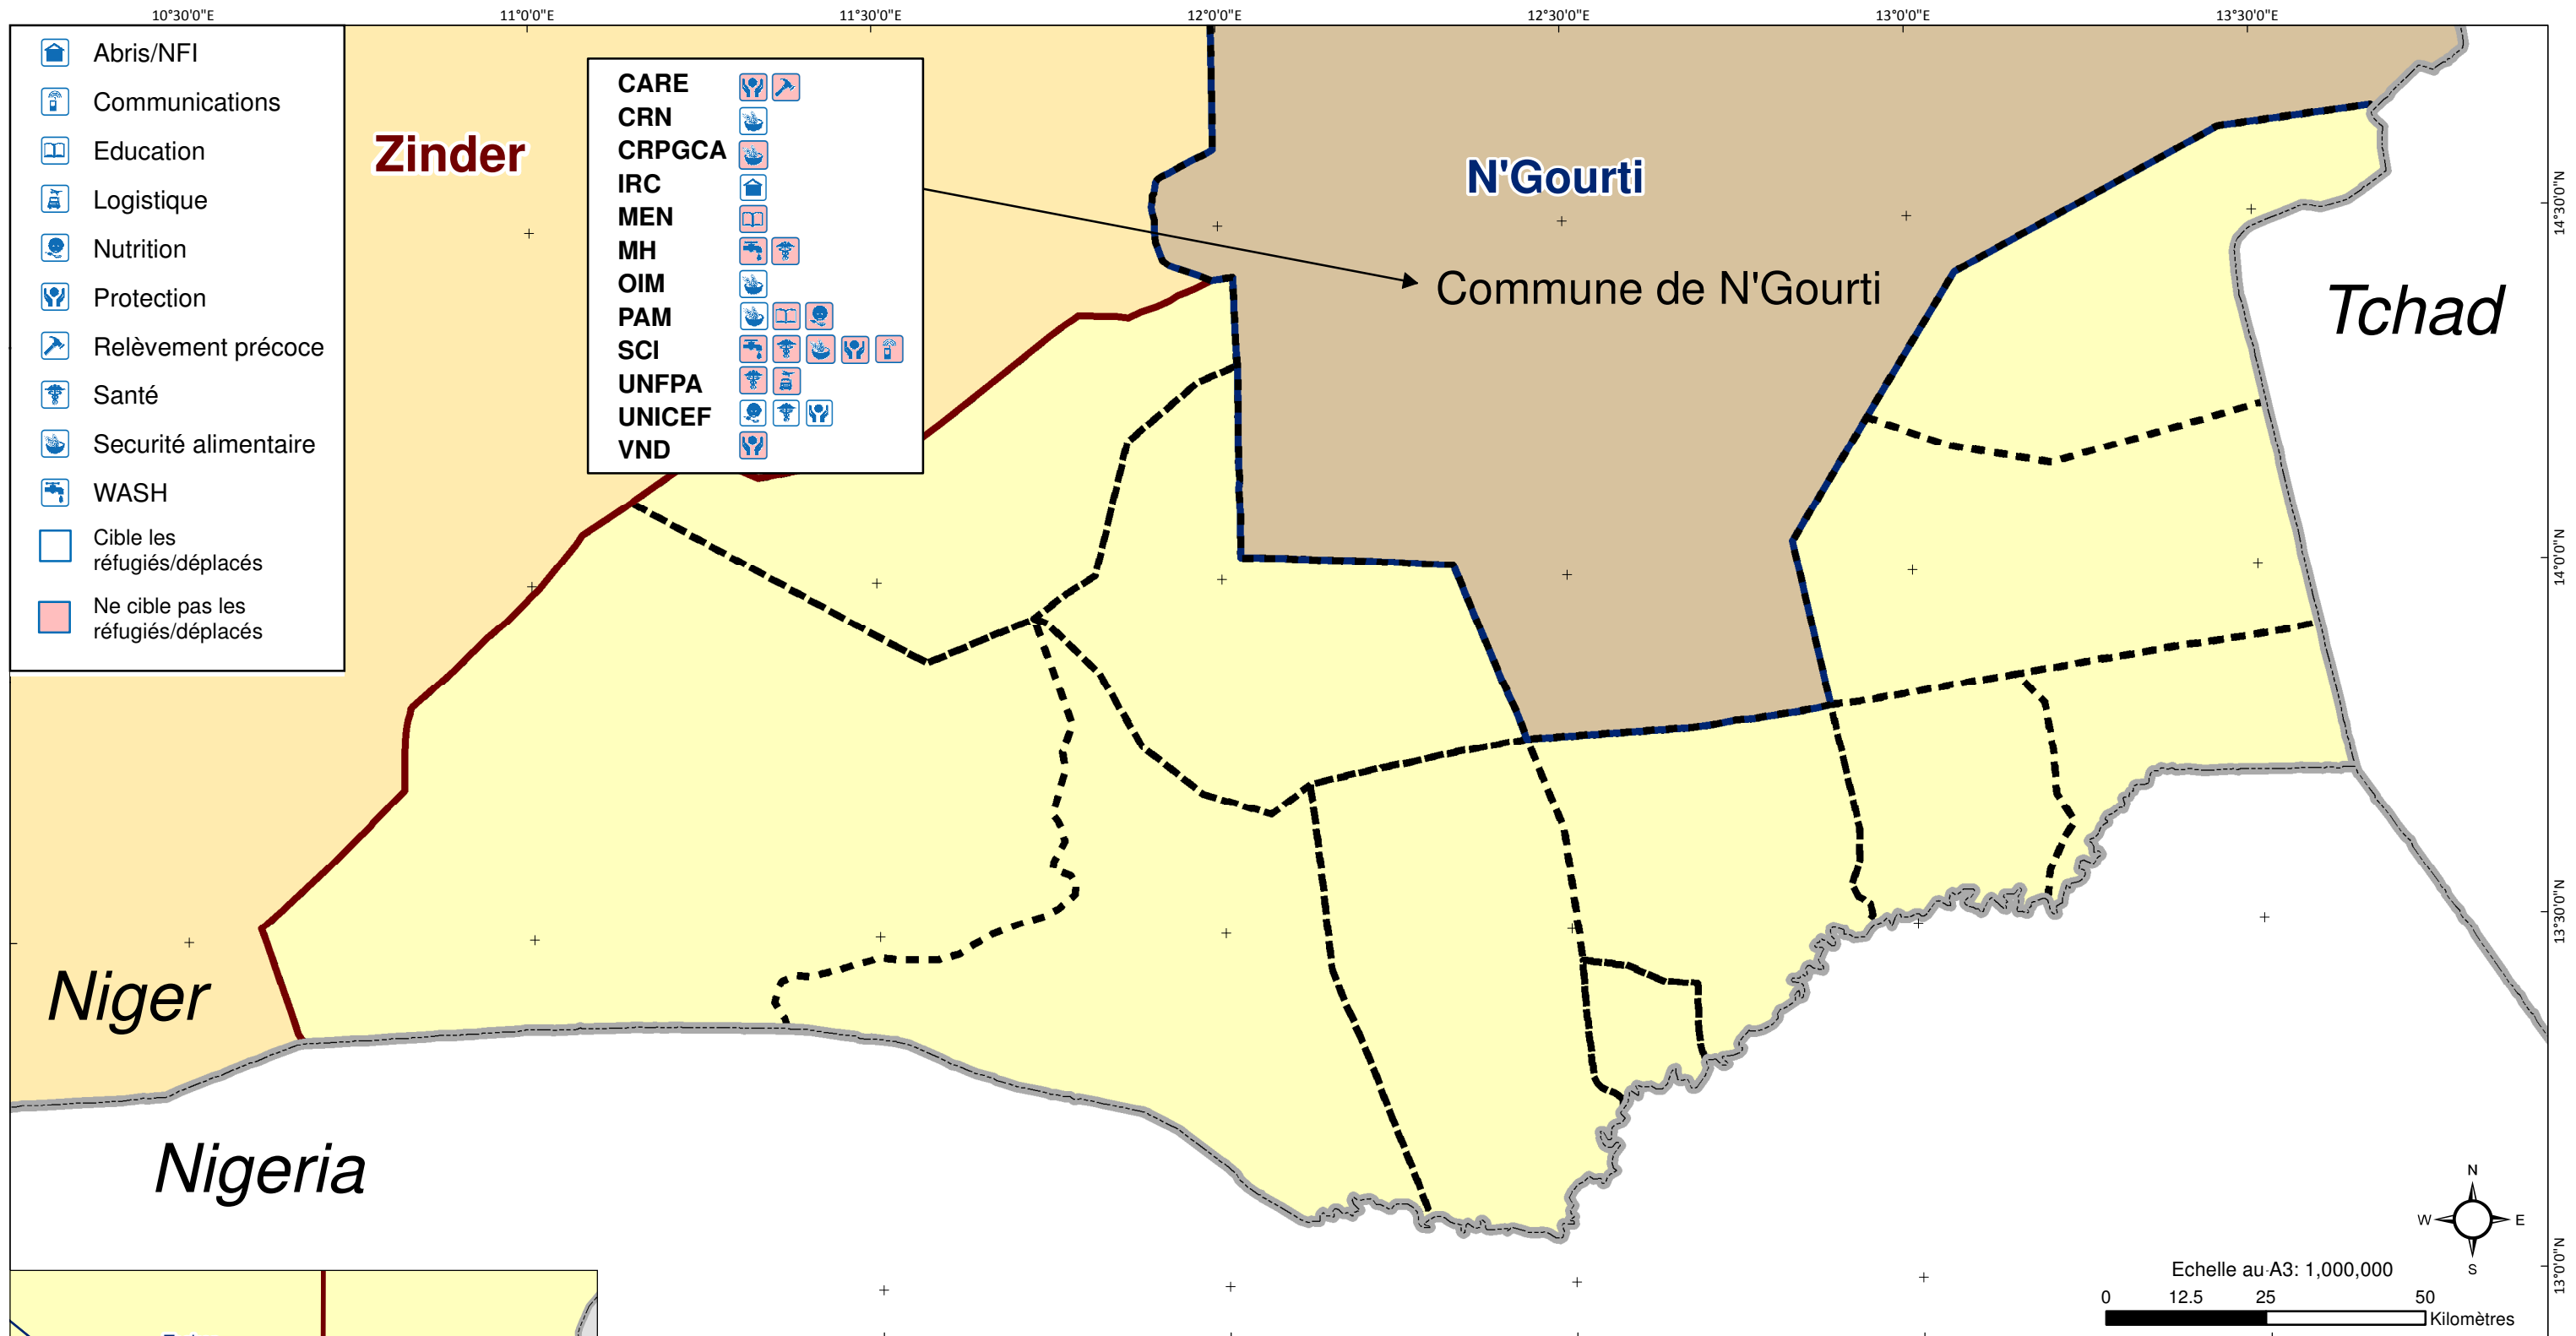 10°30'0"E
11°0'0"E
11°30'0"E
12°0'0"E
12°30'0"E
13°0'0"E
13°30'0"E
Abris/NFI
Communications
Education
Logistique
Nutrition
Protection
Relèvement précoce
Santé
Securité alimentaire
WASH
Cible les
réfugiés/déplacés
Ne cible pas les
réfugiés/déplacés
Zinder
CARE
CRN
CRPGCA
IRC
MEN
MH
OIM
PAM
SCI
UNFPA
UNICEF
VND
N'Gourti
Commune de N'Gourti
Tchad
Niger
Nigeria
14°30'0"N
14°0'0"N
13°30'0"N
13°0'0"N
N
W
E
S
Echelle au A3: 1,000,000
0 12.5 25 50
Kilomètres